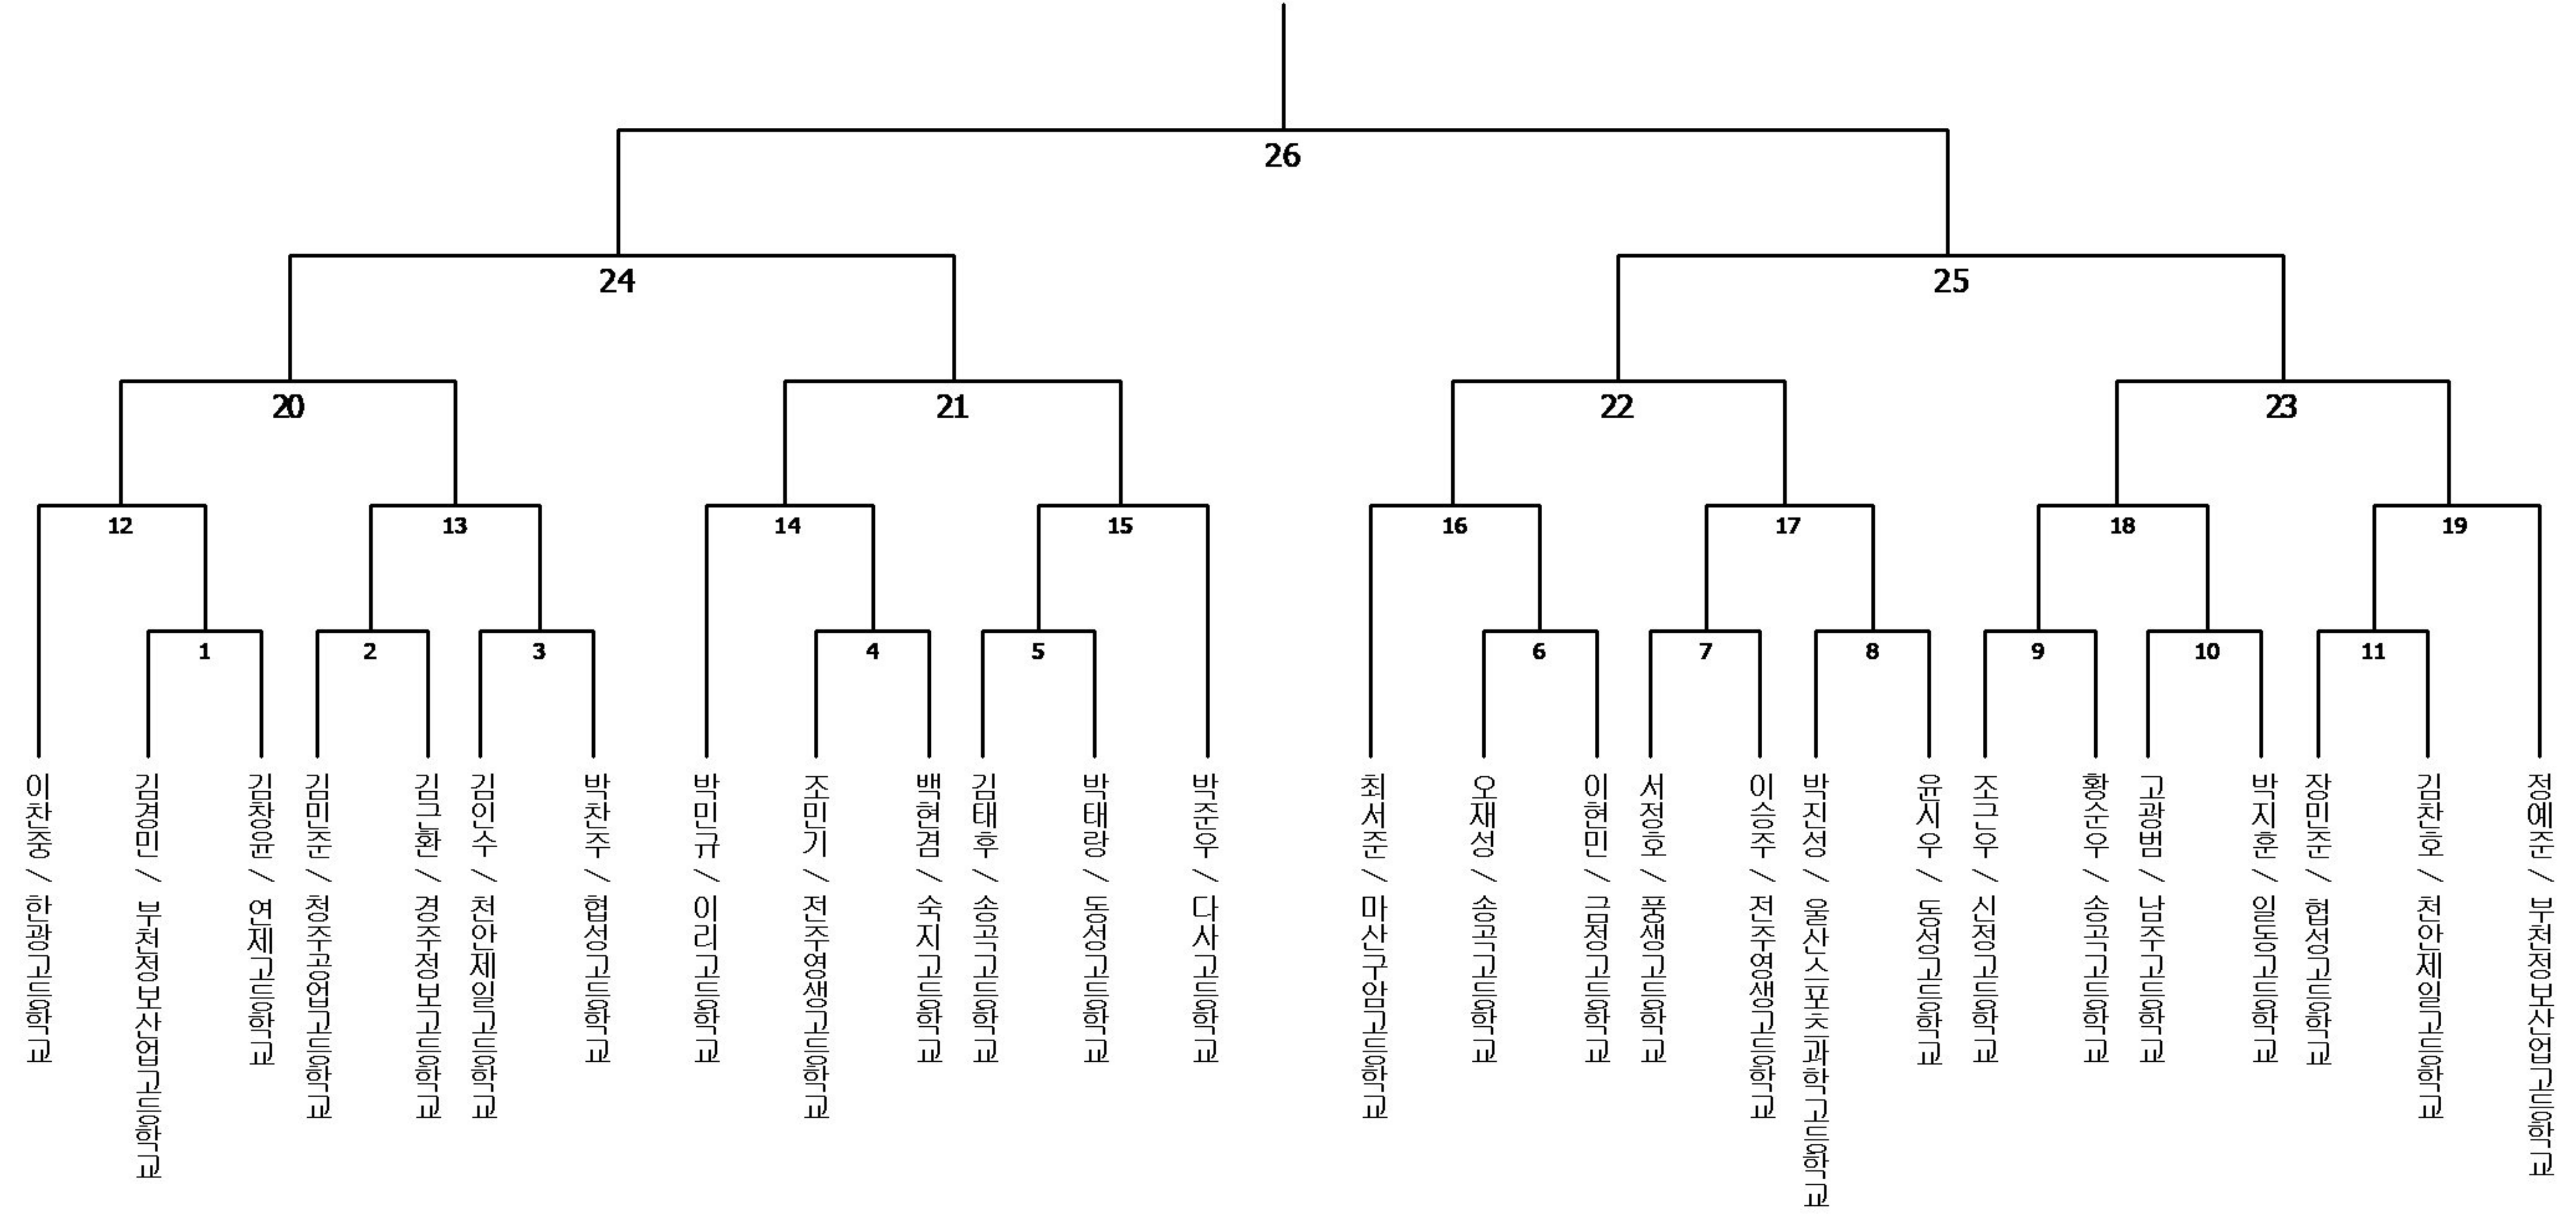 26
24
25
20
21
22
23
12
13
14
15
16
17
18
19
1
2
3
4
5
6
7
8
9
10
11
이찬중 / 한광고등학교
김경민 / 부천정보산업고등학교
김창윤 / 연제고등학교
김민준 / 청주공업고등학교
김근환 / 경주정보고등학교
김인수 / 천안제일고등학교
박찬주 / 협성고등학교
박민규 / 이리고등학교
조민기 / 전주영생고등학교
백현겸 / 숙지고등학교
김태후 / 송곡고등학교
박태랑 / 동성고등학교
박준우 / 다사고등학교
최서준 / 마산구암고등학교
오재성 / 송곡고등학교
이현민 / 금정고등학교
서정호 / 풍생고등학교
이승주 / 전주영생고등학교
박진성 / 울산스포츠과학고등학교
윤시우 / 동성고등학교
조근우 / 신정고등학교
황순우 / 송곡고등학교
고광범 / 남주고등학교
박지훈 / 일동고등학교
장민준 / 협성고등학교
김찬호 / 천안제일고등학교
정예준 / 부천정보산업고등학교